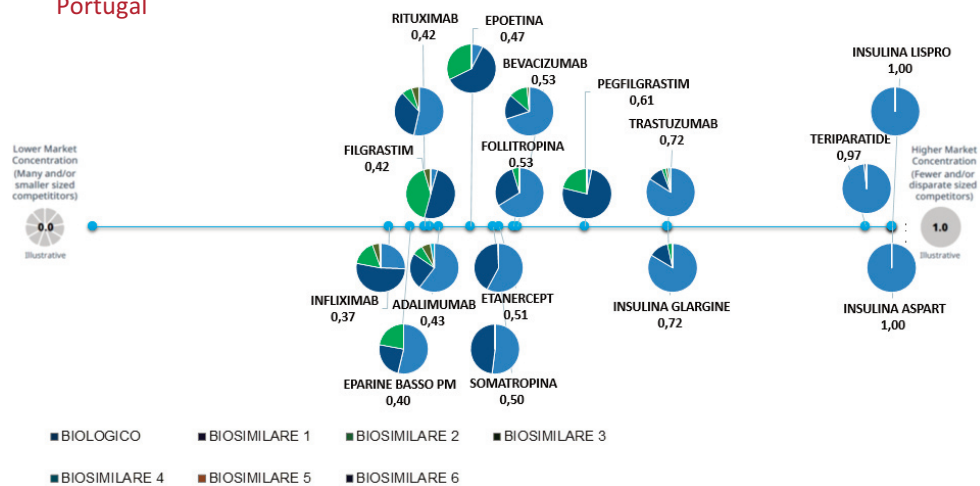 Portugal
RITUXIMAB
0,42
EPOETINA
0,47
BEVACIZUMAB
0,53
PEGFILGRASTIM
0,61
TRASTUZUMAB
0,72
INSULINA LISPRO
1,00
TERIPARATIDE
0,97
FILGRASTIM
0,42
FOLLITROPINA
0,53
Lower Market
Concentration
(Many and/or
smaller sized
competititors)
0.0
Illustrative
Higher Market
Concentration
(Fewer and/or
disparate sized
competitors)
1.0
Illustrative
INFLIXIMAB
0,37
ADALIMUMAB
0,43
ETANERCEPT
0,51
INSULINA GLARGINE
0,72
INSULINA ASPART
1,00
EPARINE BASSO PM
0,40
SOMATROPINA
0,50
BIOLOGICO
BIOSIMILARE 1
BIOSIMILARE 2
BIOSIMILARE 3
BIOSIMILARE 4
BIOSIMILARE 5
BIOSIMILARE 6